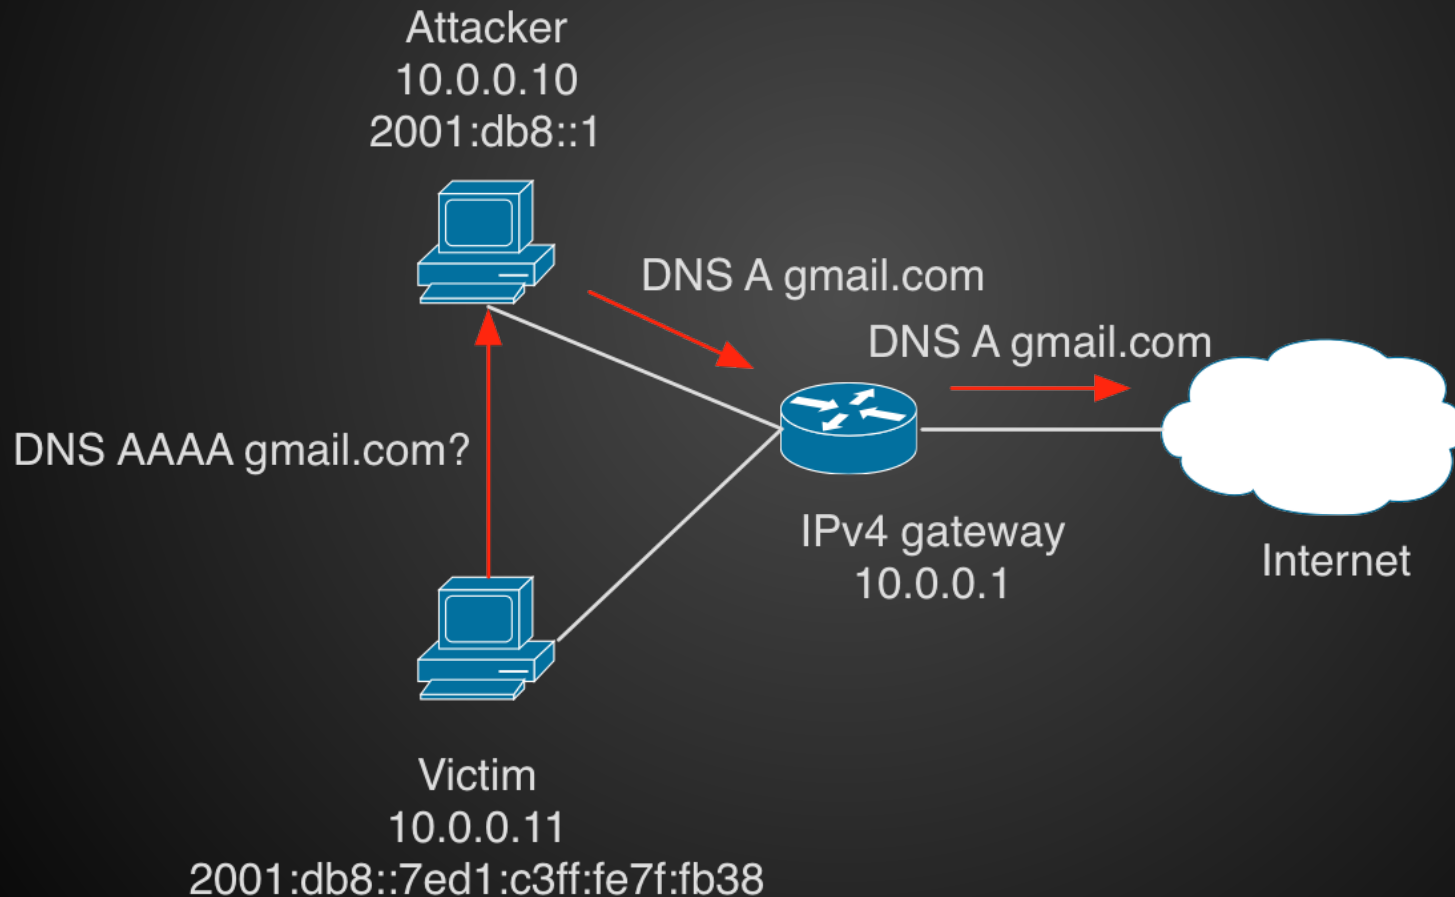 Attacker
10.0.0.10
2001:db8::1
DNS A gmail.com
DNS A gmail.com
DNS AAAA gmail.com?
IPv4 gateway
10.0.0.1
Internet
Victim
10.0.0.11
2001:db8::7ed1:c3ff:fe7f:fb38